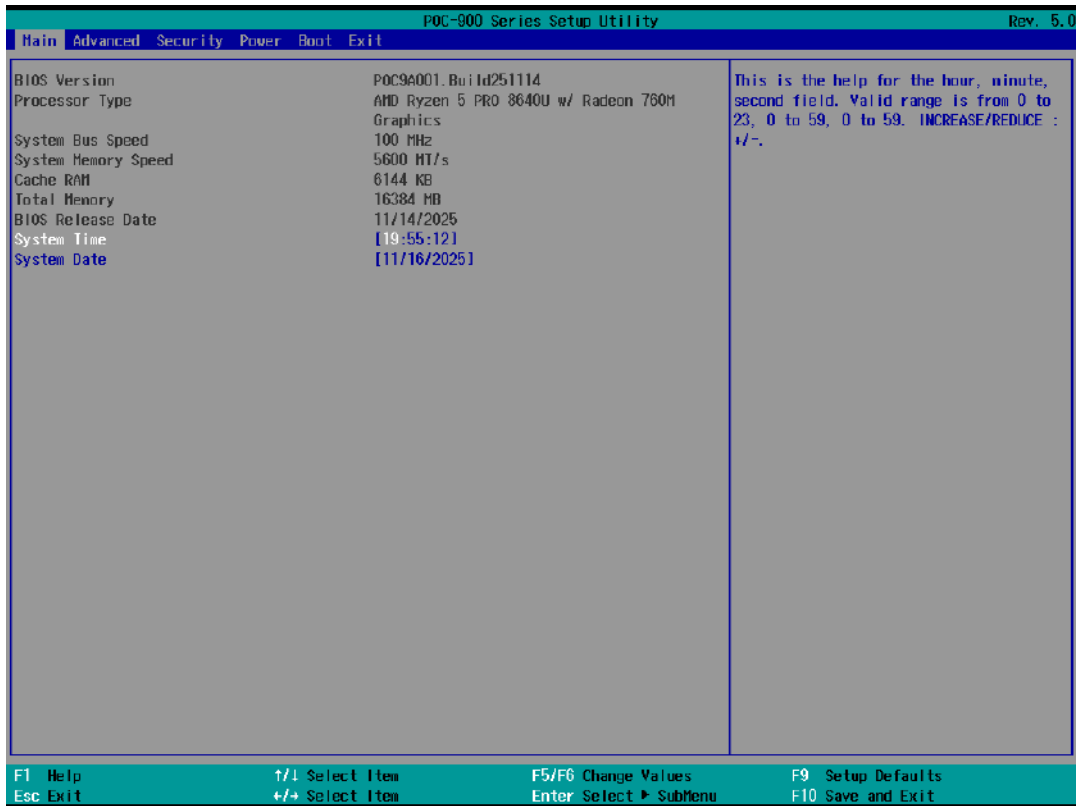 POC-900 Series Setup Utility Rev. 5.0
Main Advanced Security Power Boot Exit
BIOS Version POC9A001.Build251114
Processor Type AMD Ryzen 5 PRO 8640U w/ Radeon 760M
Graphics
System Bus Speed 100 MHz
System Memory Speed 5600 MT/s
Cache RAM 6144 KB
Total Memory 16384 MB
BIOS Release Date 11/14/2025
System Time [19:55:12]
System Date [11/16/2025]
This is the help for the hour, minute,
second field. Valid range is from 0 to
23, 0 to 59, 0 to 59. INCREASE/REDUCE :
+/-.
F1 Help ↑/↓ Select Item F5/F6 Change Values F9 Setup Defaults
Esc Exit ←/→ Select Item Enter Select ▶ SubMenu F10 Save and Exit